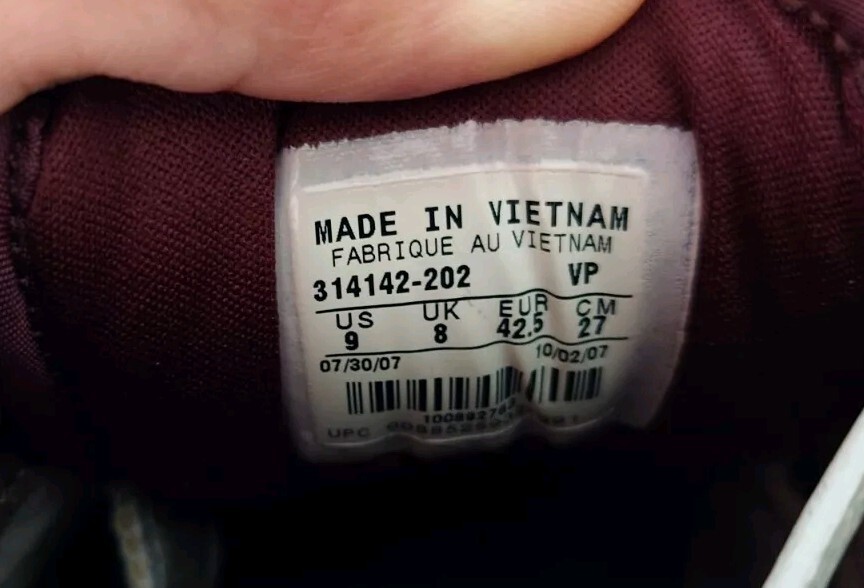 MADE IN VIETNAM
FABRIQUE AU VIETNAM
314142-202 VP
US UK EUR CM
9 8 42.5 27
07/30/07 10/02/07
UPC